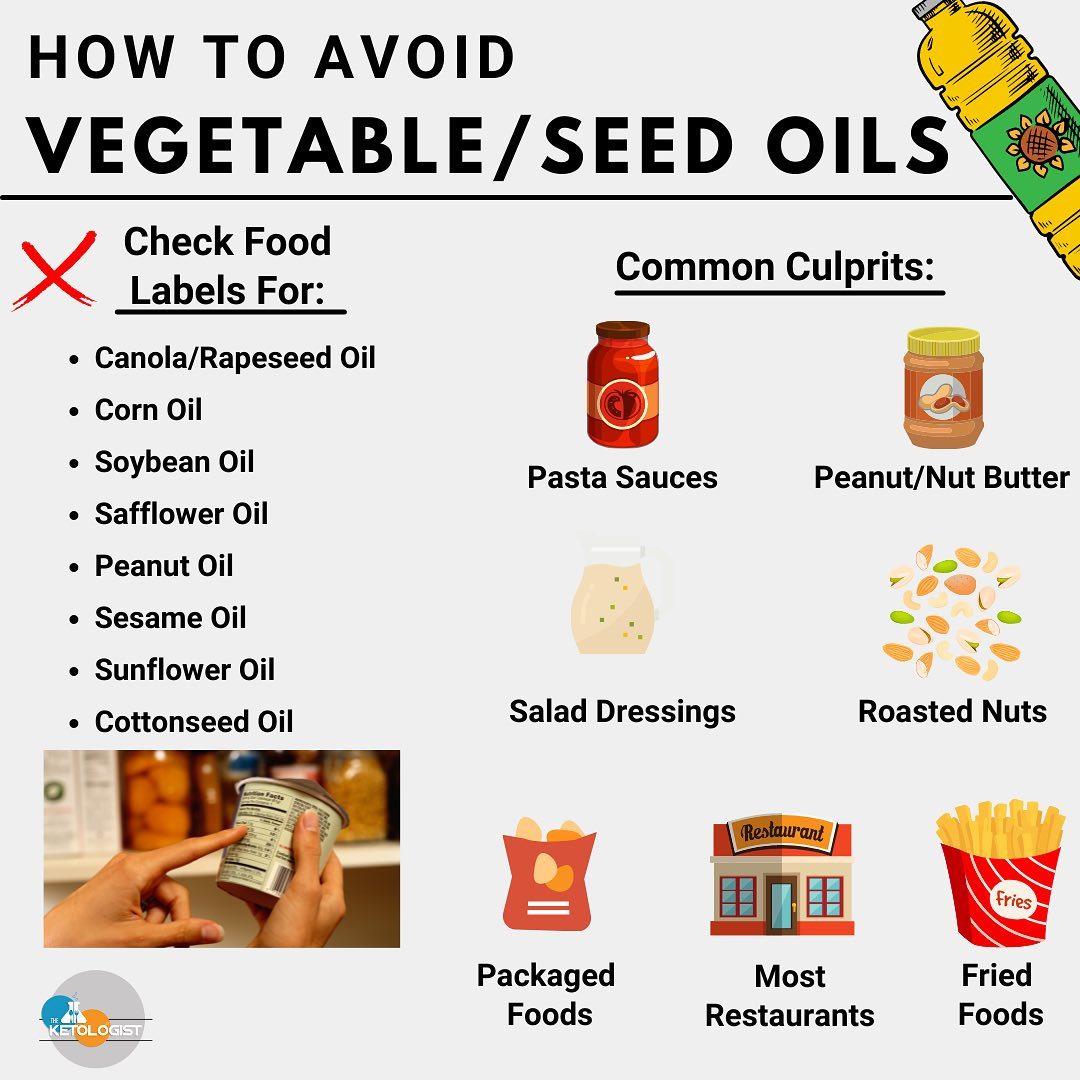 HOW TO AVOID
VEGETABLE/SEED OILS
Check Food
Labels For:
• Canola/Rapeseed Oil
• Corn Oil
• Soybean Oil
• Safflower Oil
• Peanut Oil
• Sesame Oil
• Sunflower Oil
• Cottonseed Oil
Nutrition Facts
THE
KETOLOGIST
Common Culprits:
Pasta Sauces
Peanut/Nut Butter
Salad Dressings
Roasted Nuts
Restaurant
Fries
Packaged
Foods
Most
Restaurants
Fried
Foods